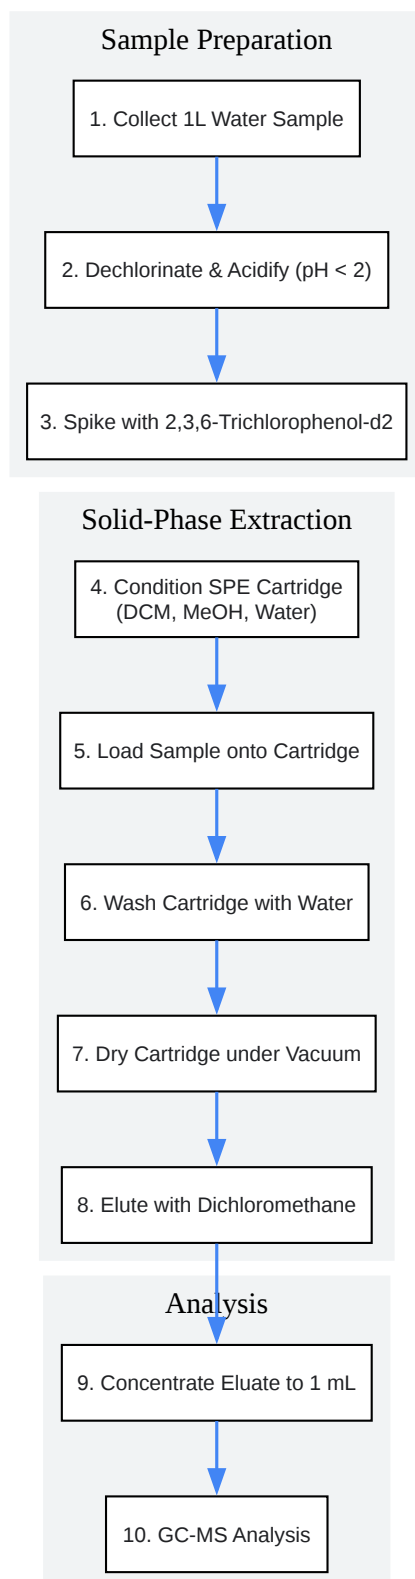 Sample Preparation
1. Collect 1L Water Sample
2. Dechlorinate & Acidify (pH < 2)
3. Spike with 2,3,6-Trichlorophenol-d2
Solid-Phase Extraction
4. Condition SPE Cartridge
(DCM, MeOH, Water)
5. Load Sample onto Cartridge
6. Wash Cartridge with Water
7. Dry Cartridge under Vacuum
8. Elute with Dichloromethane
Analysis
9. Concentrate Eluate to 1 mL
10. GC-MS Analysis